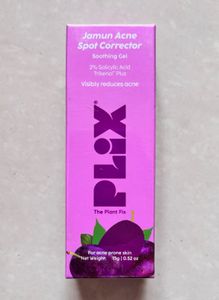 Jamun Acne
Spot Corrector
Soothing Gel
2% Salicylic Acid
Trikenol™ Plus
Visibly reduces acne
PLIX
The Plant Fix
For acne prone skin
Net Weight 15g | 0.52 oz